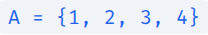 A = {1, 2, 3, 4}